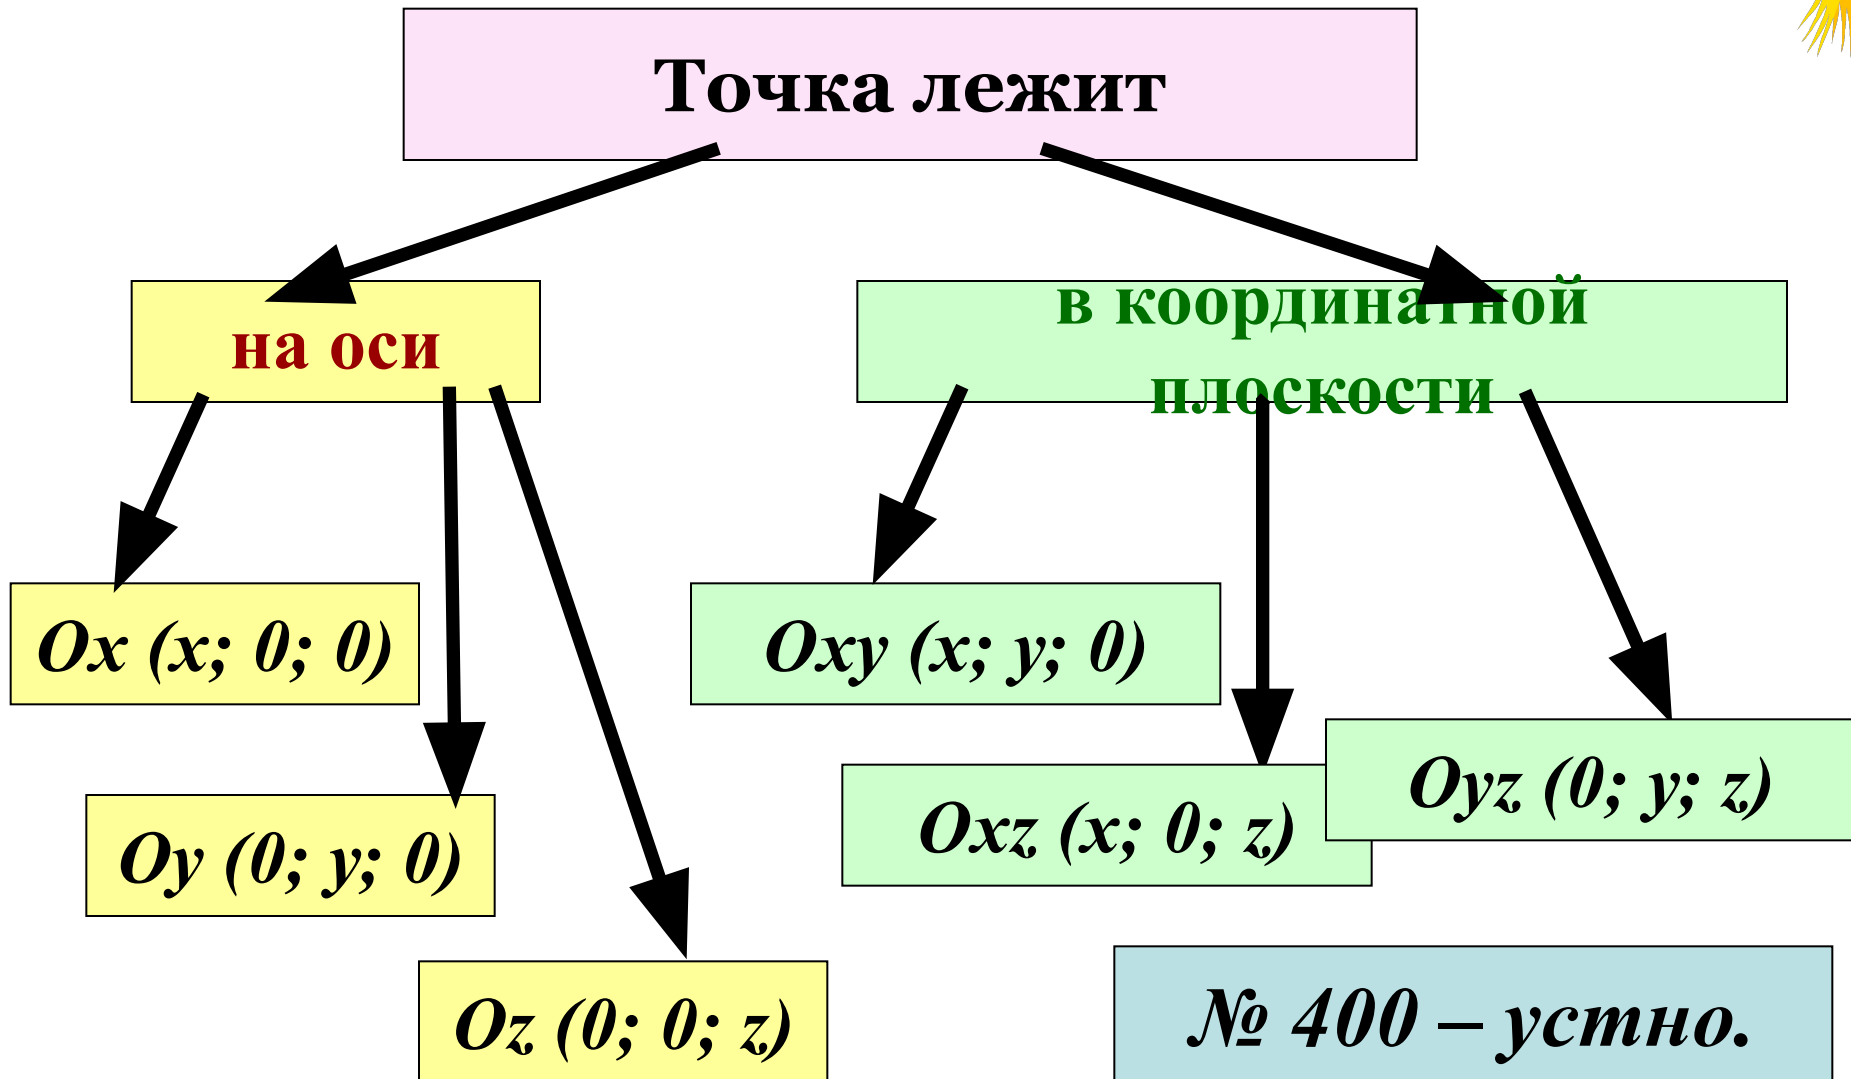 Точка лежит
на оси
в координатной
плоскости
Ox (x; 0; 0)
Oy (0; y; 0)
Oz (0; 0; z)
Oxy (x; y; 0)
Oxz (x; 0; z)
Oyz (0; y; z)
№ 400 – устно.